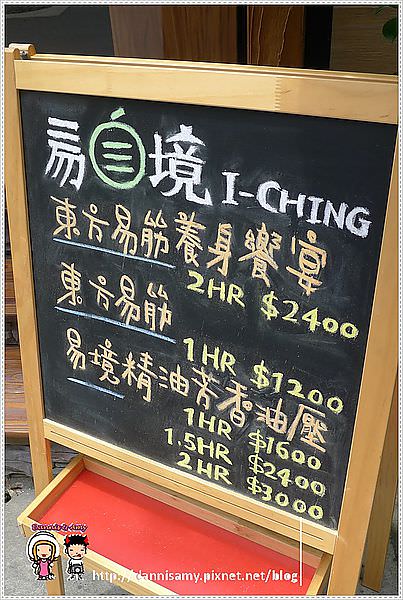 易自境 I-CHING
東方易筋養身饗宴
2HR $2400
東方易筋
1HR $1200
易境精油芳香油壓
1HR $1600
1.5HR $2400
2HR $3000
Dannis & Amy
http://dannisamy.pixnet.net/blog